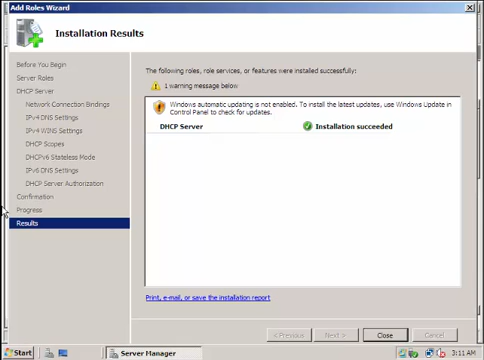 Add Roles Wizard
Installation Results
Before You Begin
Server Roles
DHCP Server
Network Connection Bindings
IPv4 DNS Settings
IPv4 WINS Settings
DHCP Scopes
DHCPv6 Stateless Mode
IPv6 DNS Settings
DHCP Server Authorization
Confirmation
Progress
Results
The following roles, role services, or features were installed successfully:
1 warning message below
Windows automatic updating is not enabled. To install the latest updates, use Windows Update in
Control Panel to check for updates.
DHCP Server
Installation succeeded
Print, e-mail, or save the installation report
< Previous
Next >
Close
Cancel
Start
Server Manager
3:11 AM